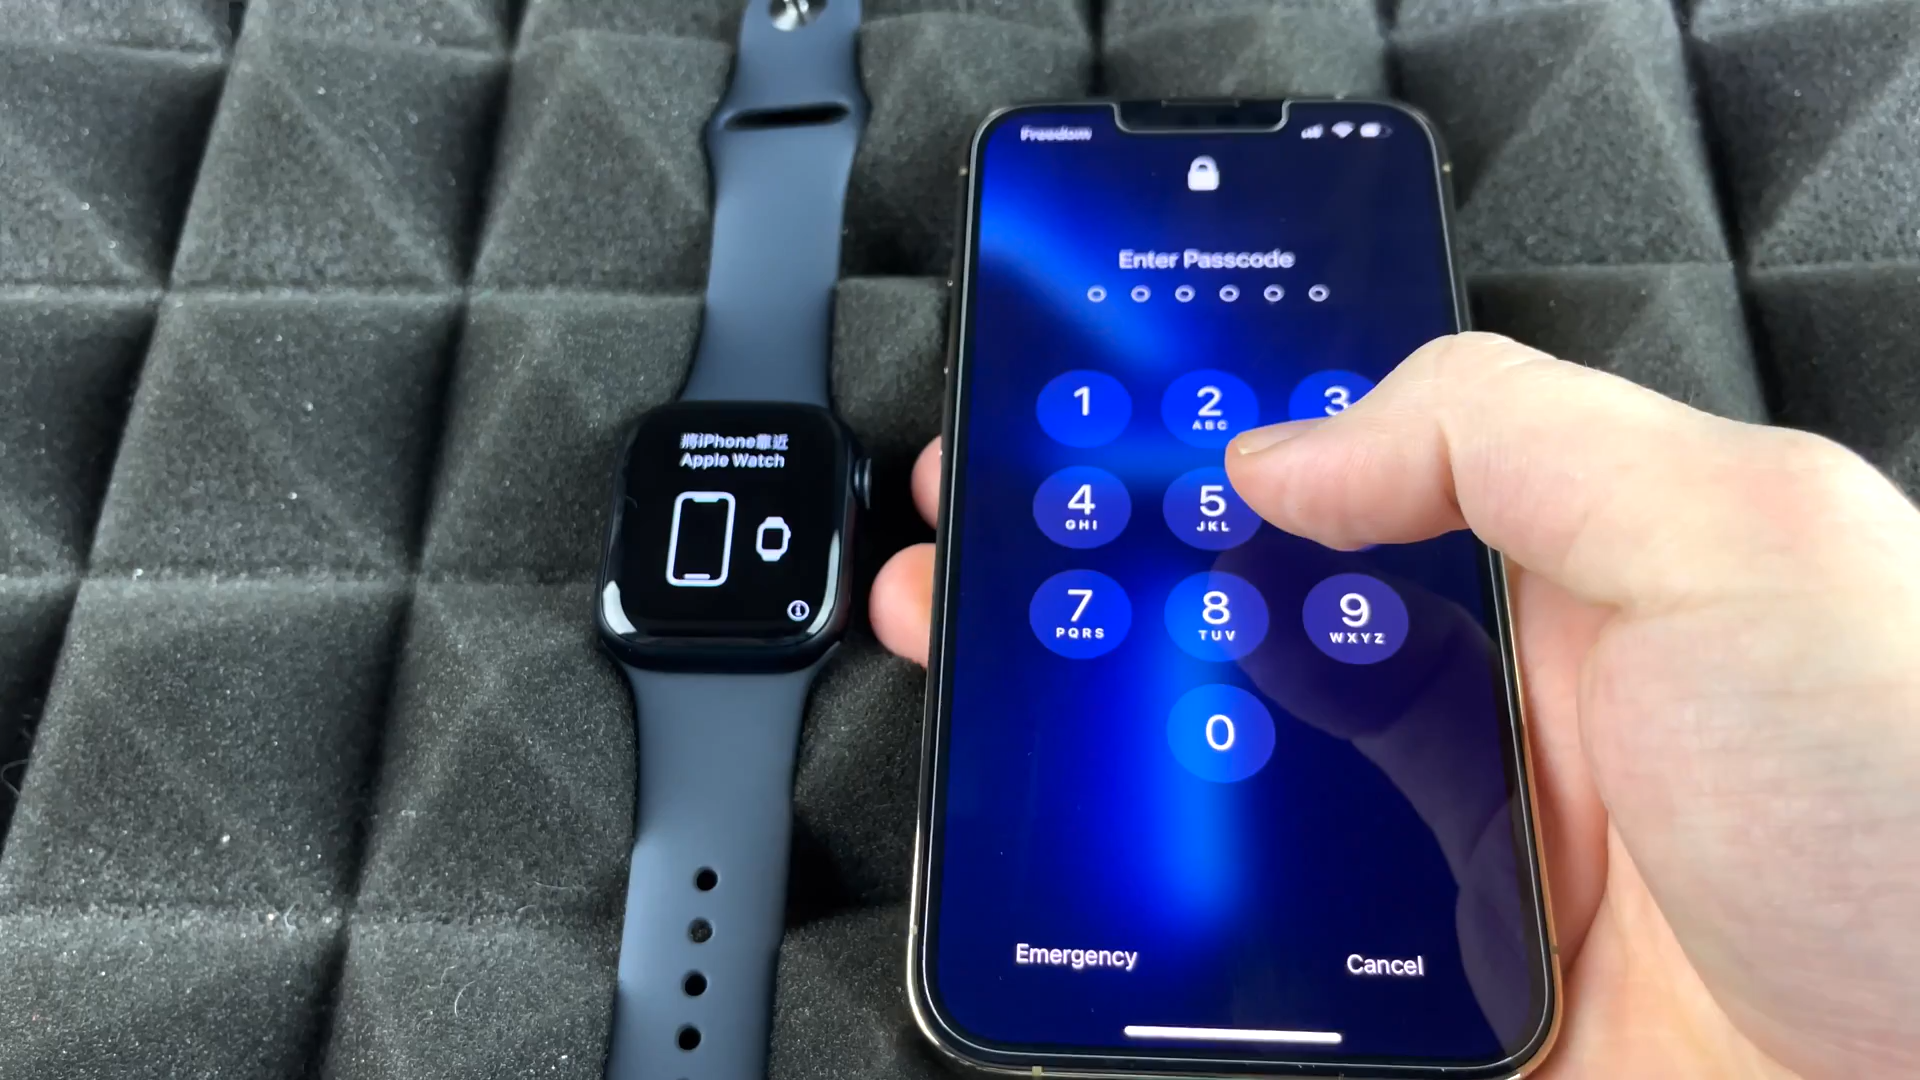 將iPhone靠近
Apple Watch
Freedom
Enter Passcode
1
2
ABC
3
4
GHI
5
JKL
7
PQRS
8
TUV
9
WXYZ
0
Emergency
Cancel